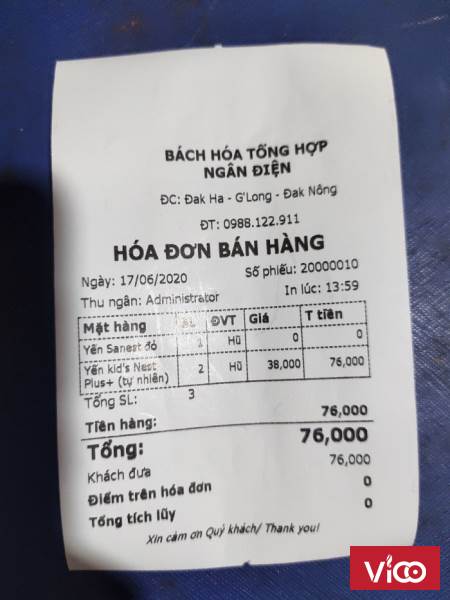 BÁCH HÓA TỔNG HỢP
NGÂN ĐIỆN
ĐC: Đak Ha - G'Long - Đak Nông
ĐT: 0988.122.911
HÓA ĐƠN BÁN HÀNG
Ngày: 17/06/2020 Số phiếu: 20000010
Thu ngân: Administrator In lúc: 13:59
Mặt hàng SL ĐVT Giá T tiền
Yến Sanest đỏ 1 Hũ 0 0
Yến kid's Nest 2 Hũ 38,000 76,000
Plus+ (tự nhiên)
Tổng SL: 3
Tiền hàng: 76,000
Tổng: 76,000
Khách đưa 76,000
Điểm trên hóa đơn 0
Tổng tích lũy 0
Xin cảm ơn Quý khách/ Thank you!
VICO